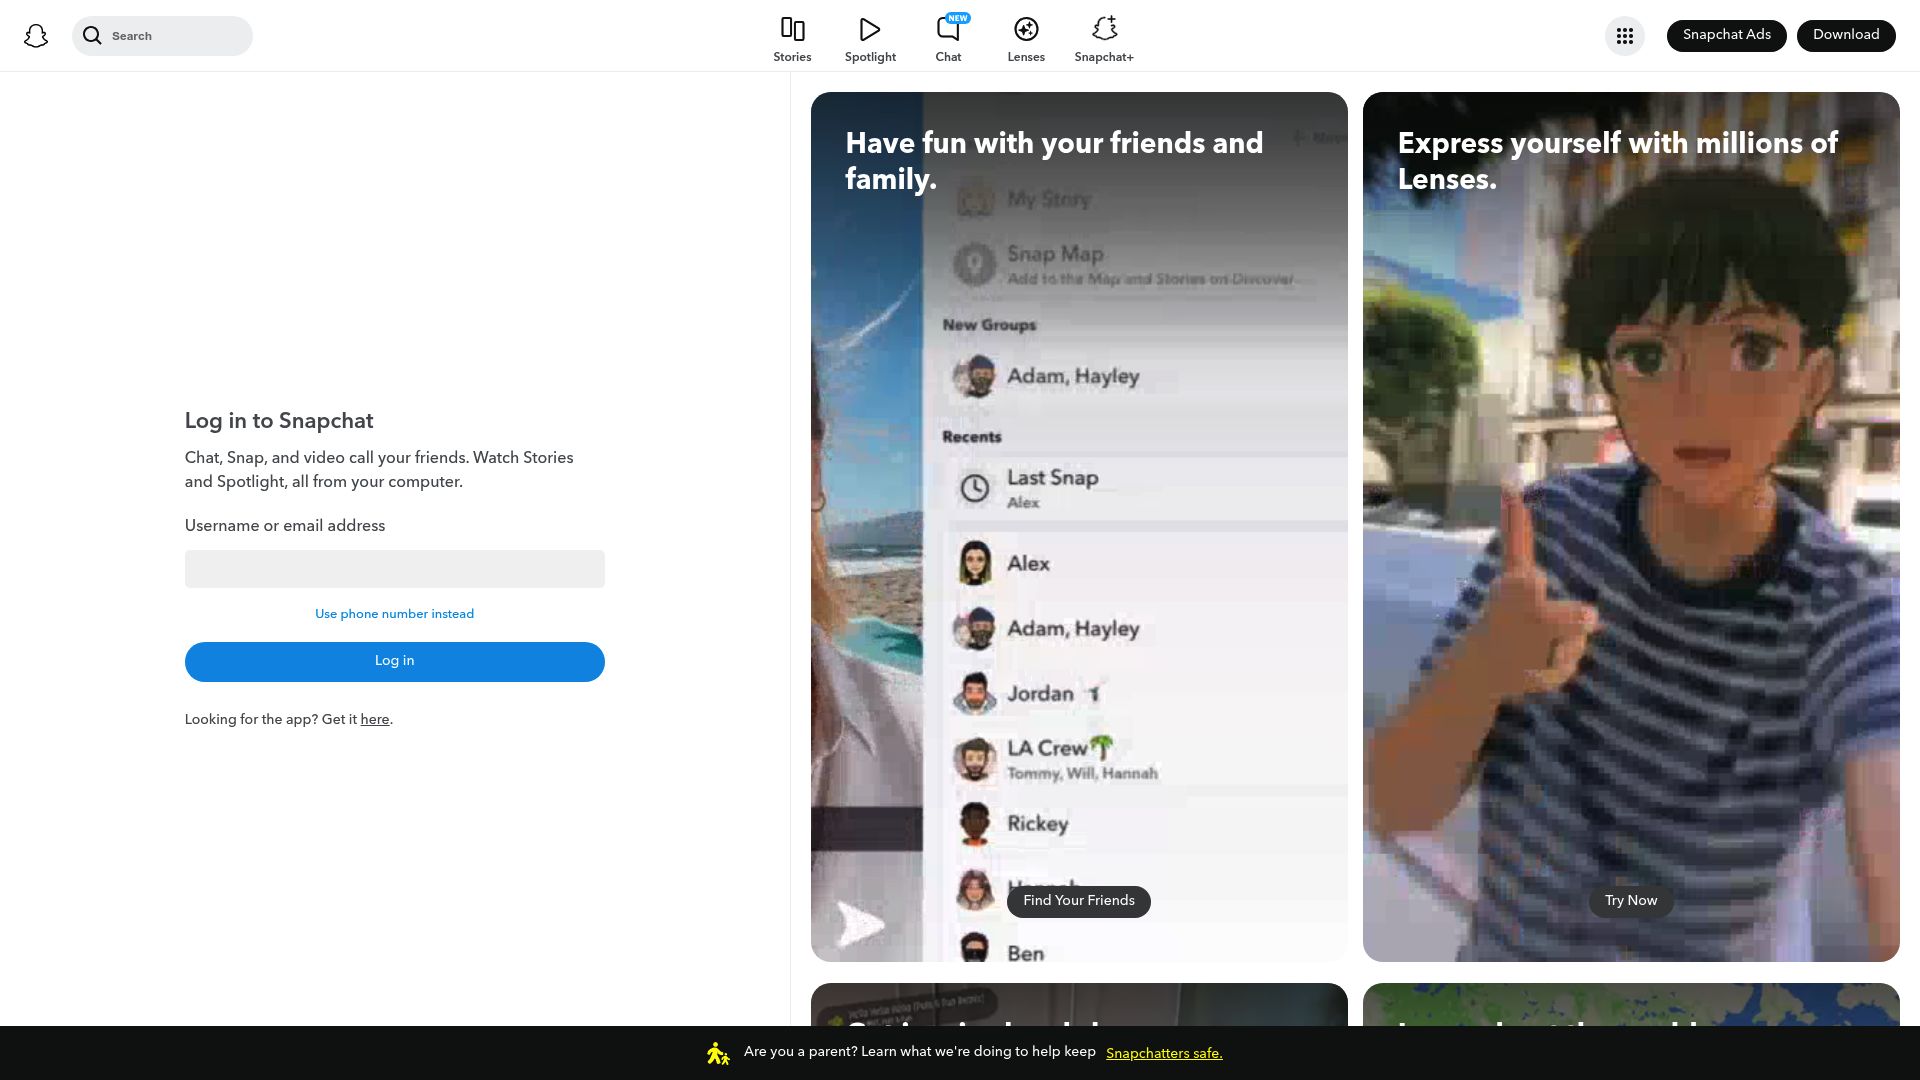 Search
Stories
Spotlight
NEW
Chat
Lenses
Snapchat+
Snapchat Ads
Download
Log in to Snapchat
Chat, Snap, and video call your friends. Watch Stories
and Spotlight, all from your computer.
Username or email address
Use phone number instead
Log in
Looking for the app? Get it here.
Have fun with your friends and
family.
My Story
Snap Map
Add to the Map and Stories on Discover
New Groups
Adam, Hayley
Recents
Last Snap
Alex
Alex
Adam, Hayley
Jordan
LA Crew🌴
Tommy, Will, Hannah
Rickey
Find Your Friends
Ben
Express yourself with millions of
Lenses.
Try Now
Are you a parent? Learn what we're doing to help keep Snapchatters safe.